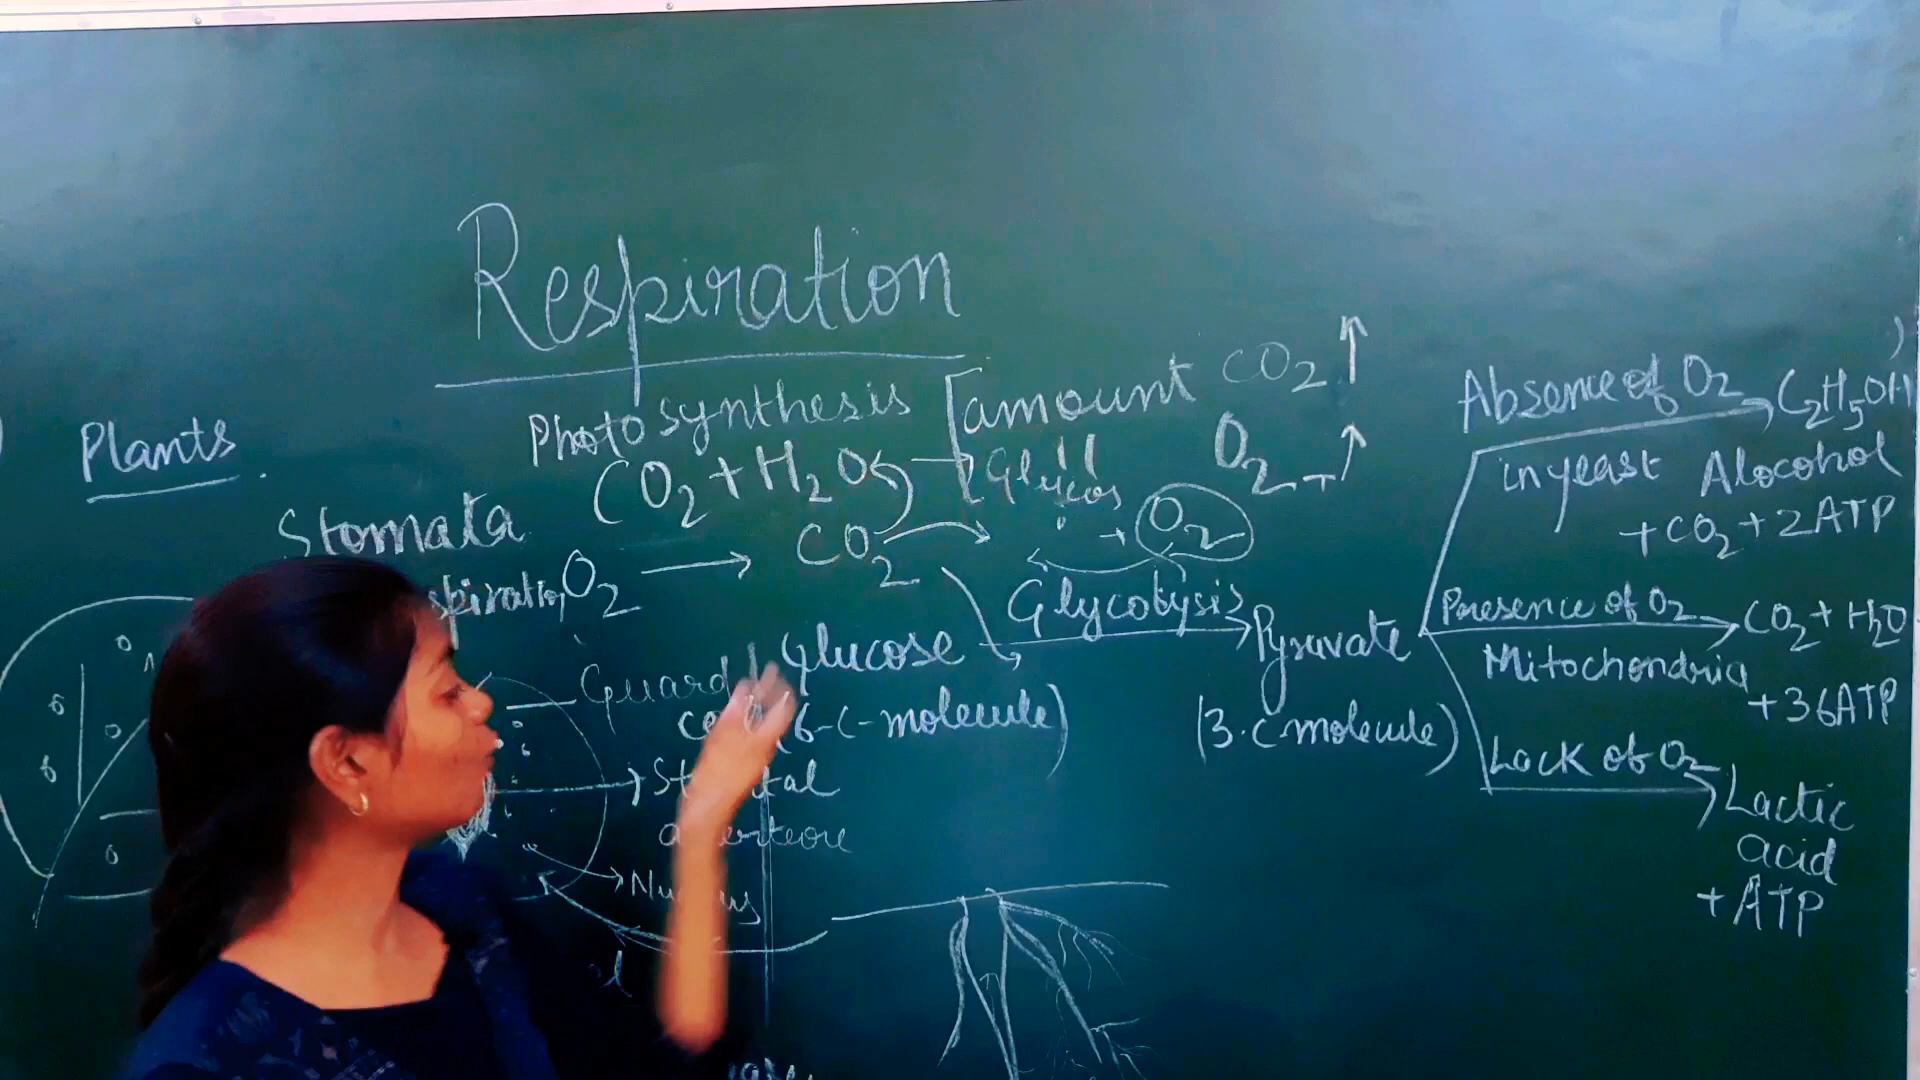 Respiration
Plants
Photosynthesis [amount CO2 ↑
(CO2 + H2O
O2 → ↑
Stomata
CO2 → + O2
O2 → 
Glycolysis
Glucose → Pyruvate
(6-C-molecule)
(3.C molecule)
Guard
Nucleus
Absence of O2 → C2H5OH
in yeast Alocohol
+ CO2 + 2ATP
Presence of O2 → CO2 + H2O
Mitochondria
+ 36ATP
Lack of O2 → Lactic
acid
+ ATP